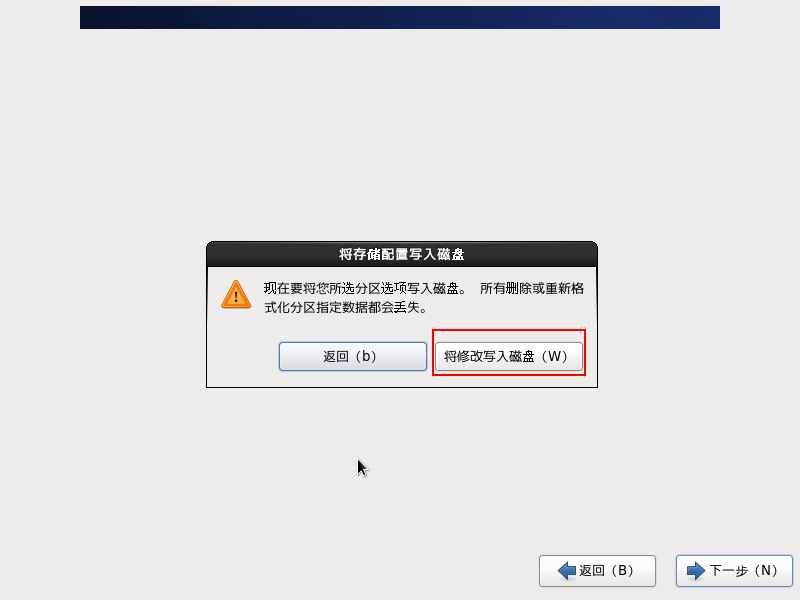 将存储配置写入磁盘
现在要将您所选分区选项写入磁盘。 所有删除或重新格
式化分区指定数据都会丢失。
返回（b）
将修改写入磁盘（W）
返回（B）
下一步（N）